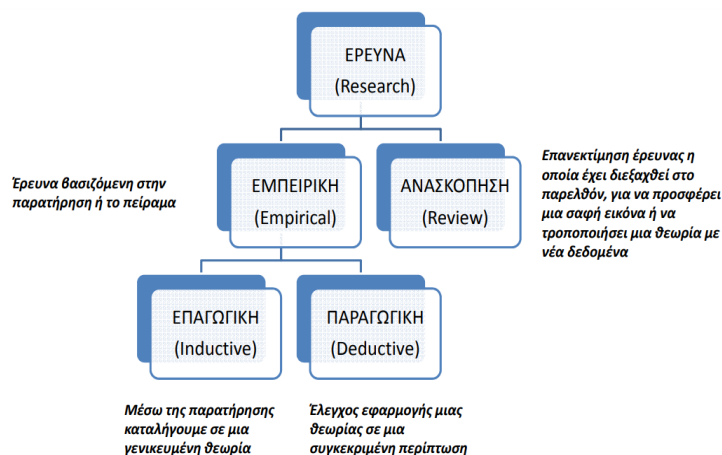 ΕΡΕΥΝΑ
(Research)
Έρευνα βασιζόμενη στην
παρατήρηση ή το πείραμα
ΕΜΠΕΙΡΙΚΗ
(Empirical)
ΑΝΑΣΚΟΠΗΣΗ
(Review)
Επανεκτίμηση έρευνας η
οποία έχει διεξαχθεί στο
παρελθόν, για να προσφέρει
μια σαφή εικόνα ή να
τροποποιήσει μια θεωρία με
νέα δεδομένα
ΕΠΑΓΩΓΙΚΗ
(Inductive)
ΠΑΡΑΓΩΓΙΚΗ
(Deductive)
Μέσω της παρατήρησης
καταλήγουμε σε μια
γενικευμένη θεωρία
Έλεγχος εφαρμογής μιας
θεωρίας σε μια
συγκεκριμένη περίπτωση